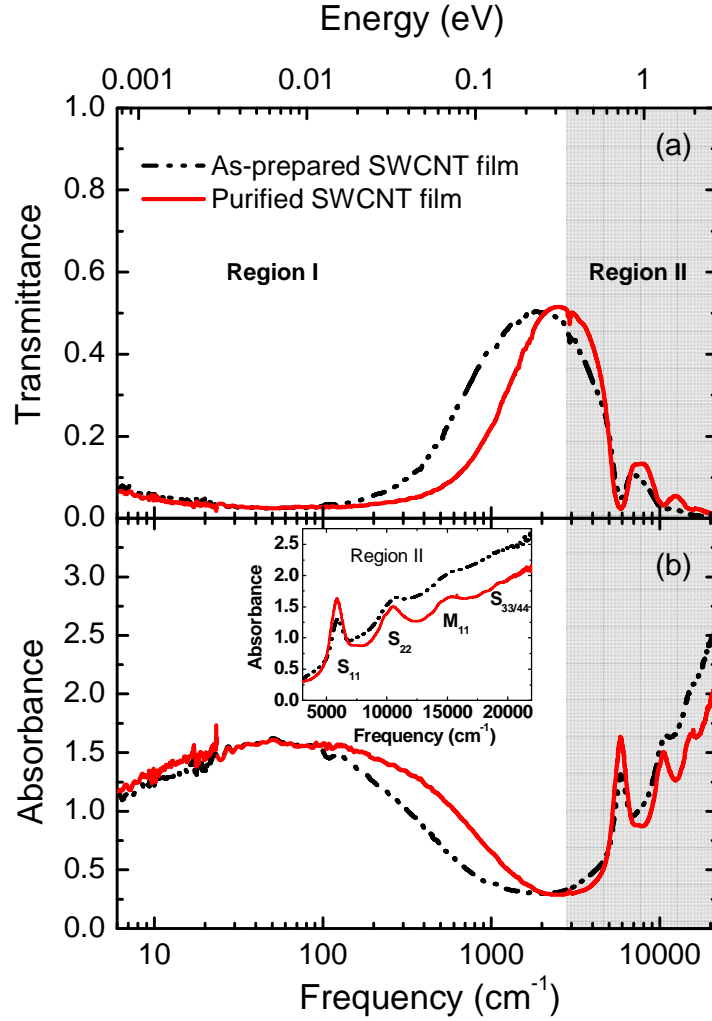 Energy (eV)
0.001 0.01 0.1 1
1.0
(a)
As-prepared SWCNT film
0.8
Purified SWCNT film
0.6
Region I
Region II
Transmittance
0.4
0.2
0.0
3.5
(b)
3.0
2.5
2.0
1.5
1.0
0.5
0.0
Absorbance
Region II
2.5
2.0
1.5
1.0
0.5
0.0
Absorbance
S11
S22
M11
S33/44
5000 10000 15000 20000
Frequency (cm-1)
10 100 1000 10000
Frequency (cm-1)